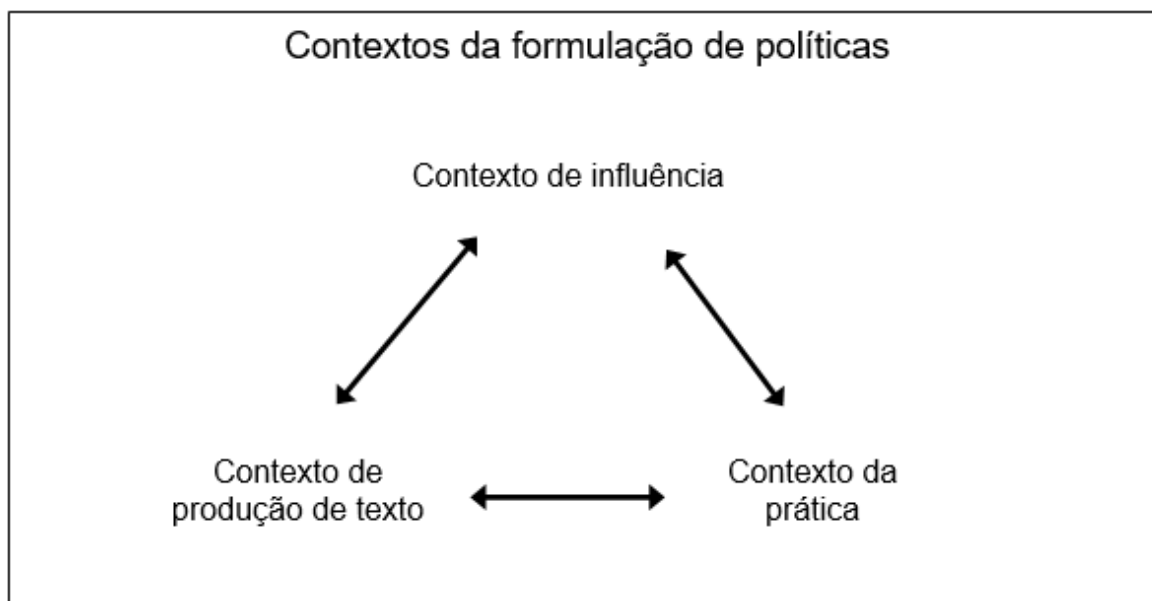 Contextos da formulação de políticas
Contexto de influência
Contexto de
produção de texto
Contexto da
prática